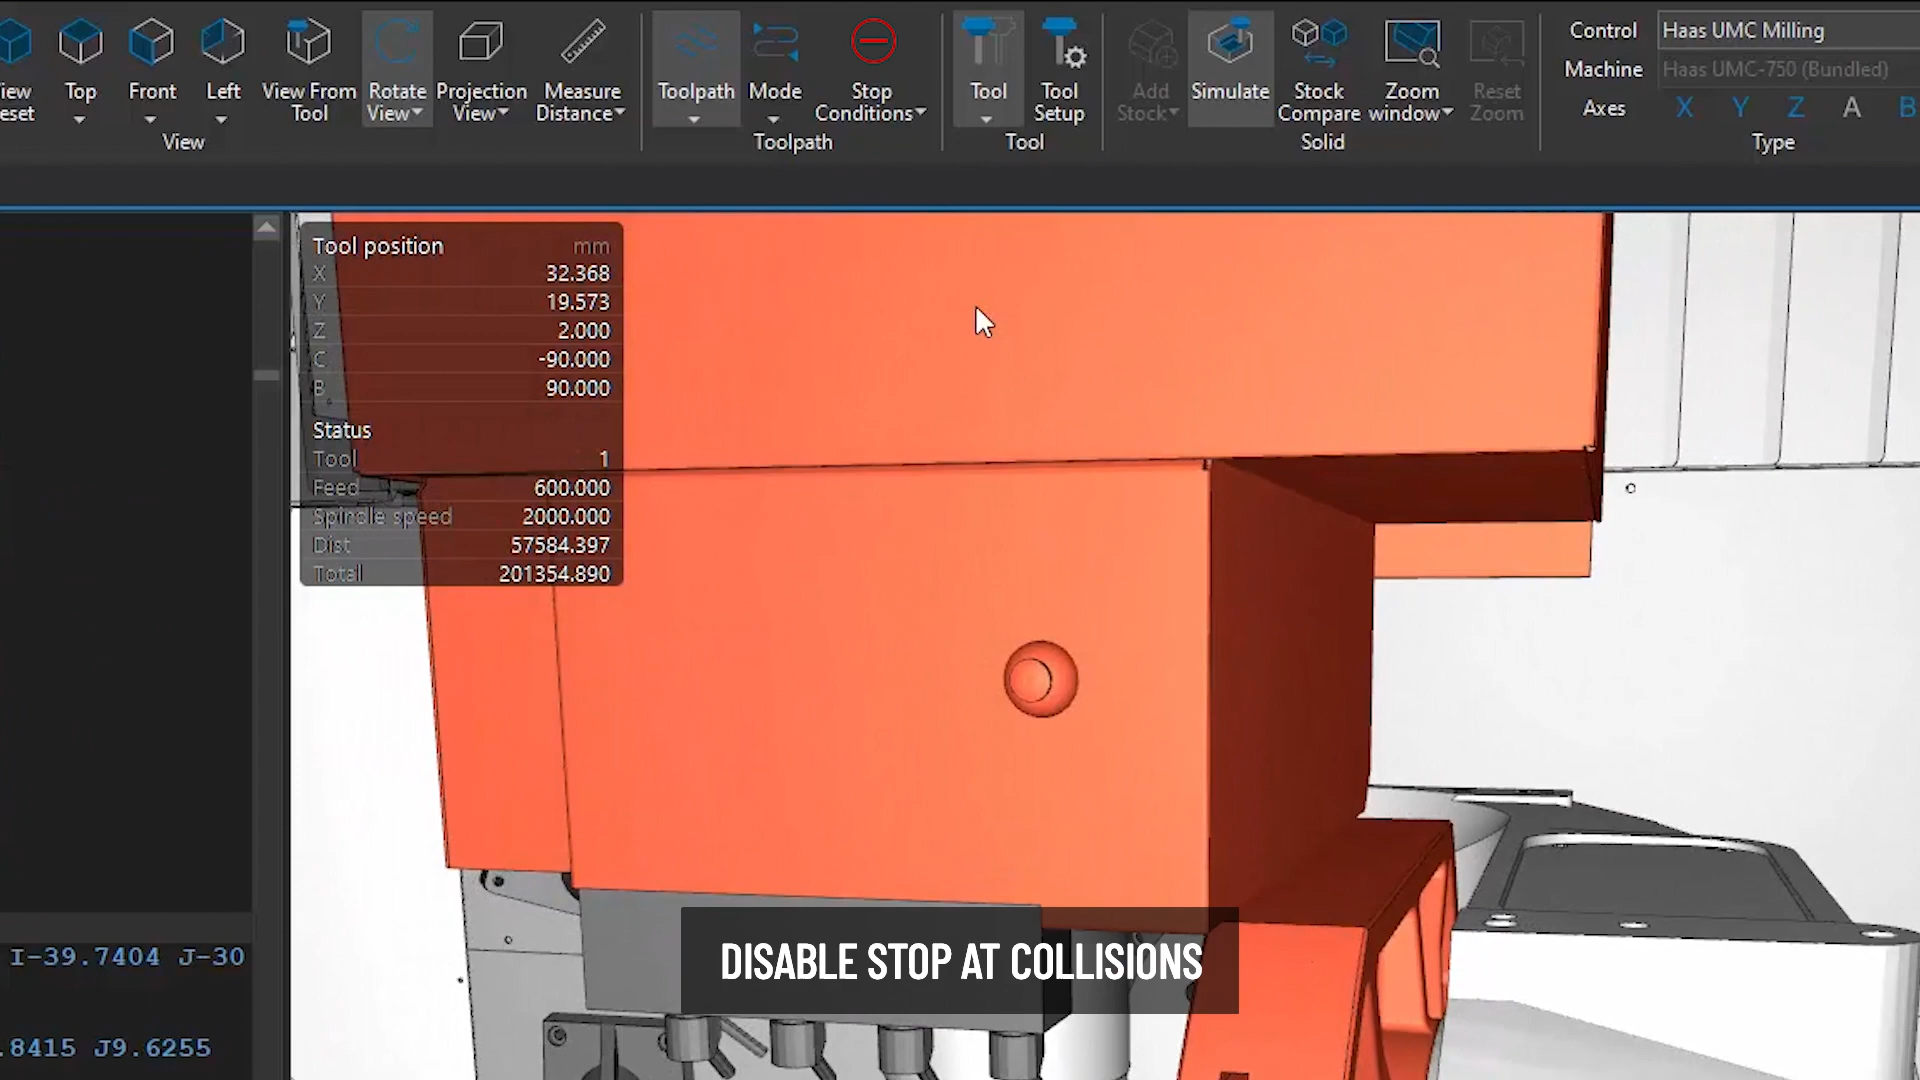 iew
eset
Top
Front
Left
View From
Tool
Rotate
View
Projection
View
Measure
Distance
View
Toolpath
Mode
Stop
Conditions
Toolpath
Tool
Tool
Setup
Tool
Add
Stock
Simulate
Stock
Compare
Zoom
window
Reset
Zoom
Solid
Control Haas UMC Milling
Machine Haas UMC-750 (Bundled)
Axes X Y Z A B
Type
Tool position mm
X 32.368
Y 19.573
Z 2.000
C -90.000
B 90.000
Status
Tool 1
Feed 600.000
Spindle speed 2000.000
Dist 57584.397
Total 201354.890
I-39.7404 J-30
.8415 J9.6255
DISABLE STOP AT COLLISIONS